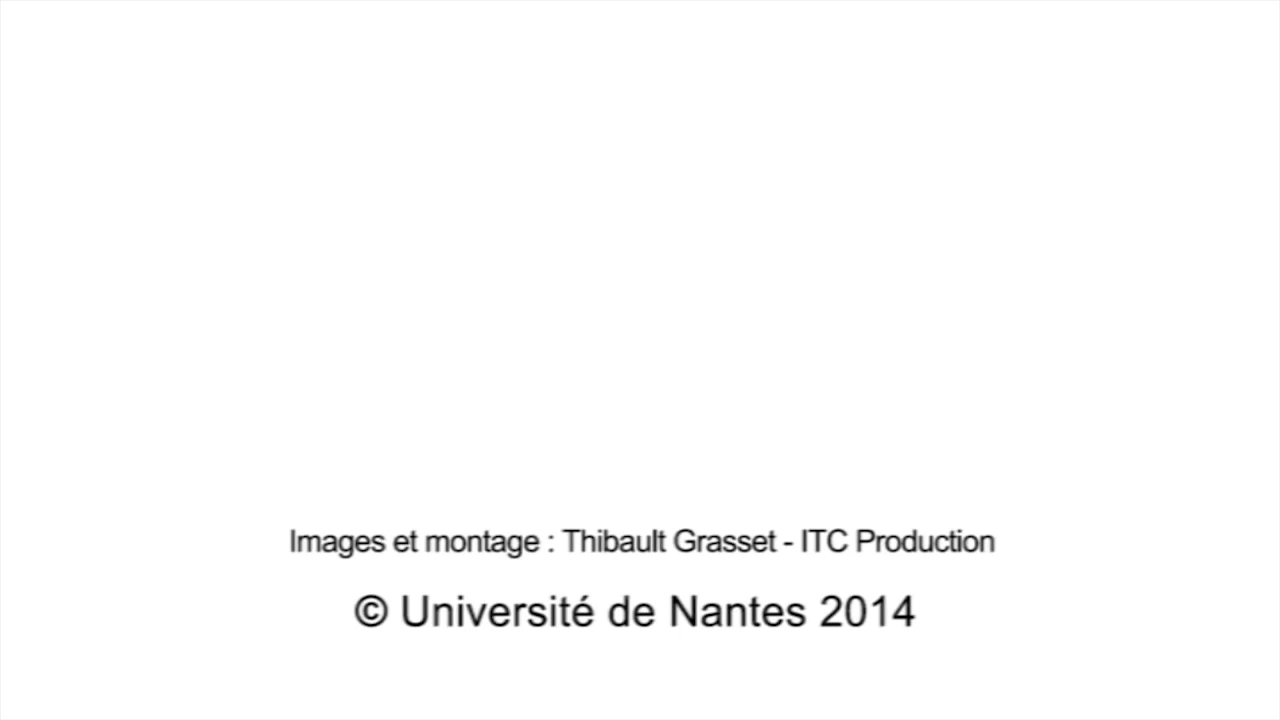 Images et montage : Thibault Grasset - ITC Production
© Université de Nantes 2014